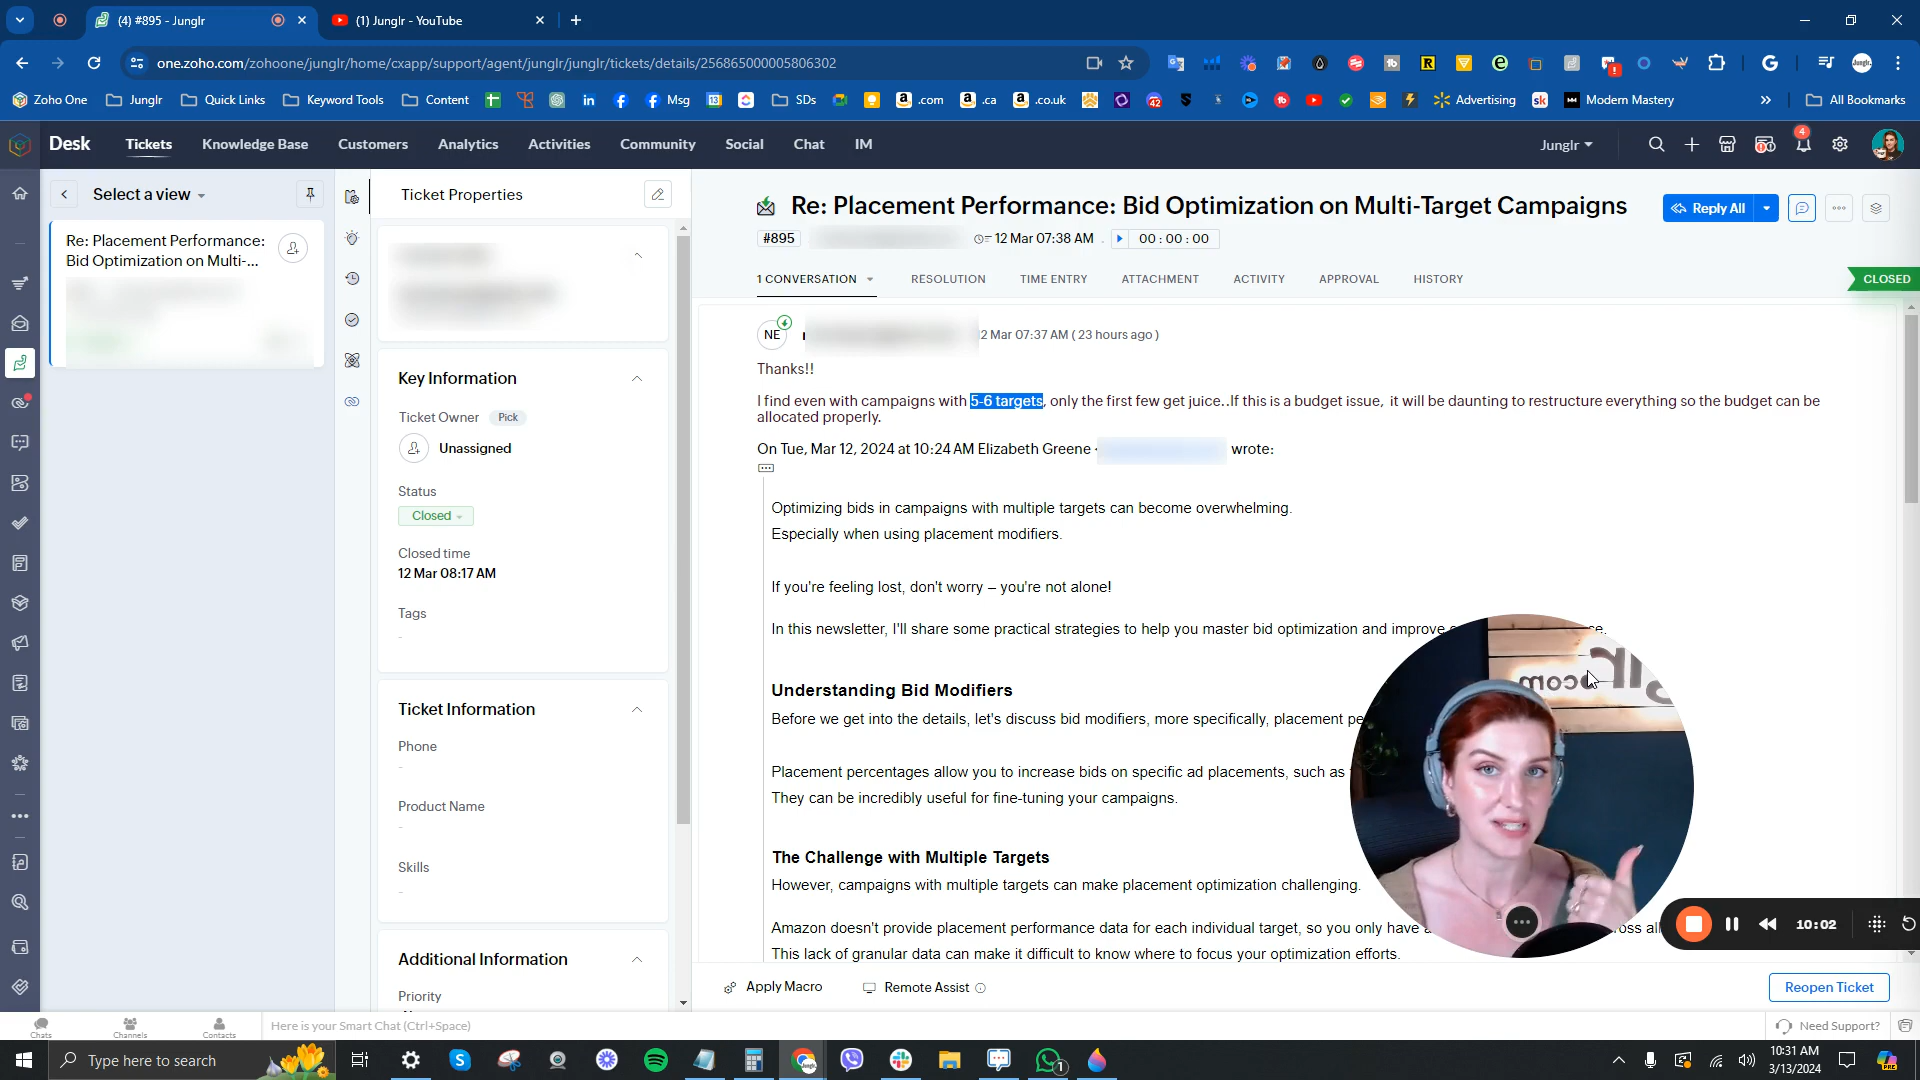 (4) #895 - Junglr
(1) Junglr - YouTube
one.zoho.com/zohoone/junglr/home/cxapp/support/agent/junglr/junglr/tickets/details/256865000005806302
Zoho One
Junglr
Quick Links
Keyword Tools
Content
Msg
SDs
.com
.ca
.co.uk
Advertising
Modern Mastery
All Bookmarks
Desk
Tickets
Knowledge Base
Customers
Analytics
Activities
Community
Social
Chat
IM
Junglr
4
Select a view
Re: Placement Performance:
Bid Optimization on Multi-...
Ticket Properties
Key Information
Ticket Owner
Pick
Unassigned
Status
Closed
Closed time
12 Mar 08:17 AM
Tags
-
Ticket Information
Phone
-
Product Name
-
Skills
-
Additional Information
Priority
Re: Placement Performance: Bid Optimization on Multi-Target Campaigns
Reply All
#895
12 Mar 07:38 AM
00 : 00 : 00
1 CONVERSATION
RESOLUTION
TIME ENTRY
ATTACHMENT
ACTIVITY
APPROVAL
HISTORY
CLOSED
NE
2 Mar 07:37 AM ( 23 hours ago )
Thanks!!
I find even with campaigns with 5-6 targets, only the first few get juice..If this is a budget issue, it will be daunting to restructure everything so the budget can be
allocated properly.
On Tue, Mar 12, 2024 at 10:24 AM Elizabeth Greene
wrote:
Optimizing bids in campaigns with multiple targets can become overwhelming.
Especially when using placement modifiers.
If you're feeling lost, don't worry – you're not alone!
In this newsletter, I'll share some practical strategies to help you master bid optimization and improve
Understanding Bid Modifiers
Before we get into the details, let's discuss bid modifiers, more specifically, placement
Placement percentages allow you to increase bids on specific ad placements, such as
They can be incredibly useful for fine-tuning your campaigns.
The Challenge with Multiple Targets
However, campaigns with multiple targets can make placement optimization challenging.
Amazon doesn't provide placement performance data for each individual target, so you only have
This lack of granular data can make it difficult to know where to focus your optimization efforts.
10:02
Apply Macro
Remote Assist
Reopen Ticket
Chats
Channels
Contacts
Here is your Smart Chat (Ctrl+Space)
Need Support?
Type here to search
1
10:31 AM
3/13/2024